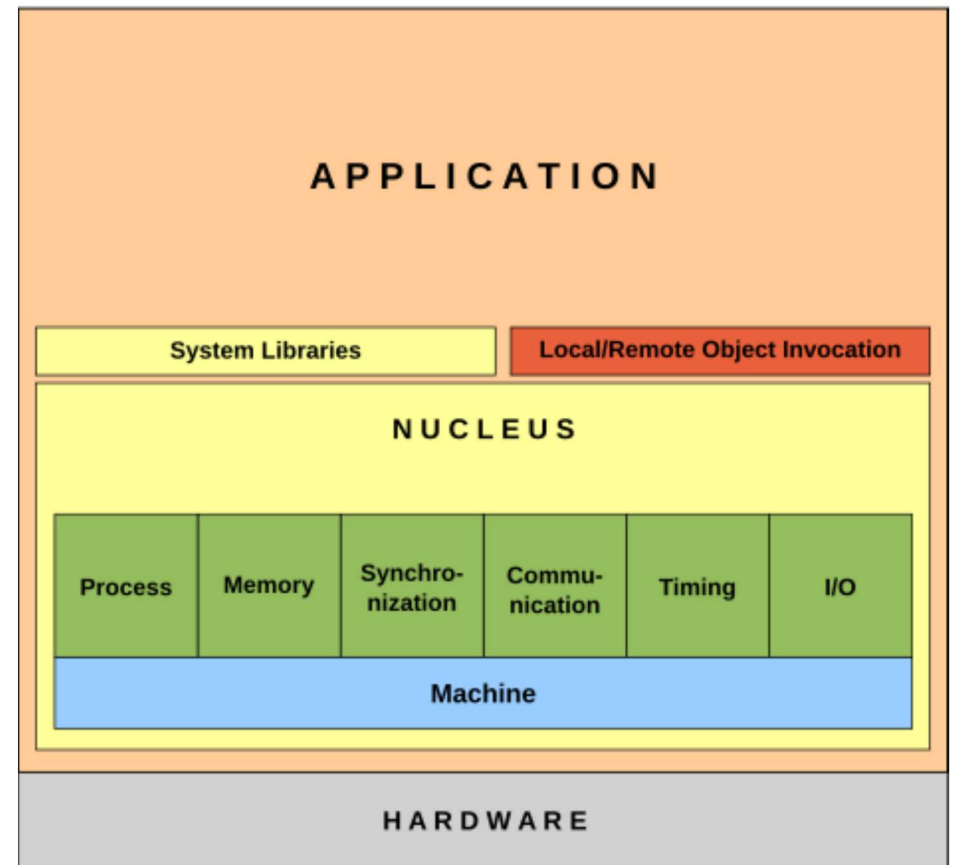 APPLICATION
System Libraries
Local/Remote Object Invocation
NUCLEUS
Process
Memory
Synchro-
nization
Commu-
nication
Timing
I/O
Machine
HARDWARE